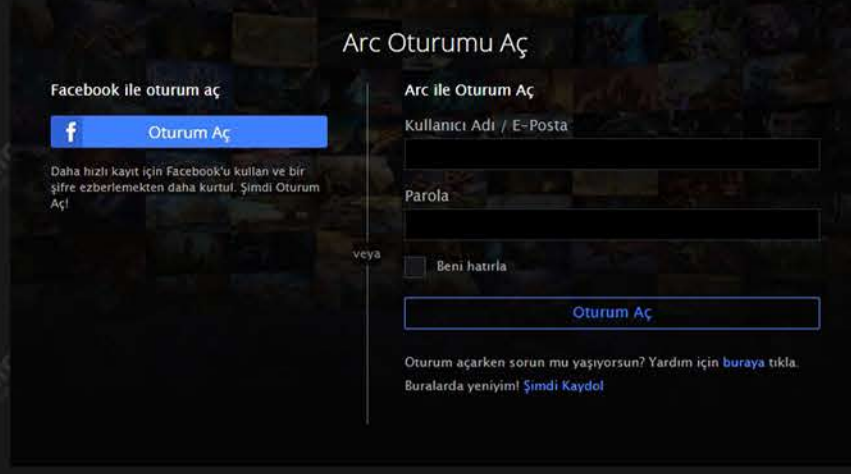 Arc Oturumu Aç
Facebook ile oturum aç
f Oturum Aç
Daha hızlı kayıt için Facebook'u kullan ve bir
şifre ezberlemekten daha kurtul. Şimdi Oturum
Aç!
veya
Arc ile Oturum Aç
Kullanıcı Adı / E-Posta
Parola
Beni hatırla
Oturum Aç
Oturum açarken sorun mu yaşıyorsun? Yardım için buraya tıkla.
Buralarda yeniyim! Şimdi Kaydol